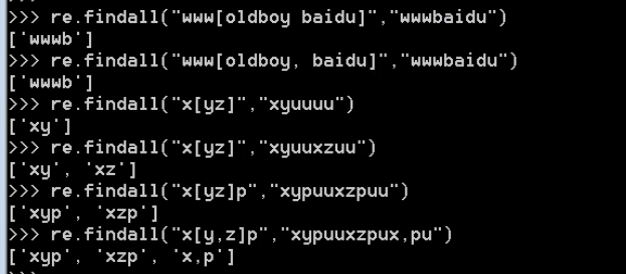 >>> re.findall("www[oldboy baidu]","wwwbaidu")
['wwwb']
>>> re.findall("www[oldboy, baidu]","wwwbaidu")
['wwwb']
>>> re.findall("x[yz]","xyuuuu")
['xy']
>>> re.findall("x[yz]","xyuuxzuu")
['xy', 'xz']
>>> re.findall("x[yz]p","xypuuxzpuu")
['xyp', 'xzp']
>>> re.findall("x[y,z]p","xypuuxzpux,pu")
['xyp', 'xzp', 'x,p']